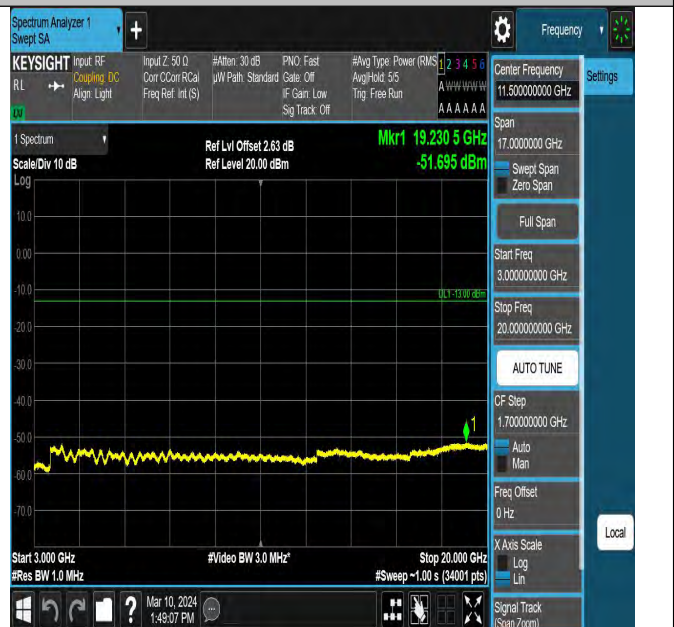 Spectrum Analyzer 1
Swept SA
+
Frequency
KEYSIGHT
RL
Input: RF
Coupling: DC
Align: Light
Input Z: 50 Ω
Corr CCorr RCal
Freq Ref: Int (S)
#Atten: 30 dB
µW Path: Standard
PNO: Fast
Gate: Off
IF Gain: Low
Sig Track: Off
#Avg Type: Power (RMS
Avg|Hold: 5/5
Trig: Free Run
1 2 3 4 5 6
A W W W W W
A A A A A A
1 Spectrum
Scale/Div 10 dB
Log
Ref Lvl Offset 2.63 dB
Ref Level 20.00 dBm
Mkr1 19.230 5 GHz
-51.695 dBm
10.0
0.00
-10.0
-20.0
-30.0
-40.0
-50.0
-60.0
-70.0
DL1 -13.00 dBm
1
Start 3.000 GHz
#Res BW 1.0 MHz
#Video BW 3.0 MHz*
Stop 20.000 GHz
#Sweep ~1.00 s (34001 pts)
Center Frequency
11.500000000 GHz
Span
17.0000000 GHz
Swept Span
Zero Span
Full Span
Start Freq
3.000000000 GHz
Stop Freq
20.000000000 GHz
AUTO TUNE
CF Step
1.700000000 GHz
Auto
Man
Freq Offset
0 Hz
X Axis Scale
Log
Lin
Signal Track
(Span Zoom)
Settings
Local
?
Mar 10, 2024
1:49:07 PM